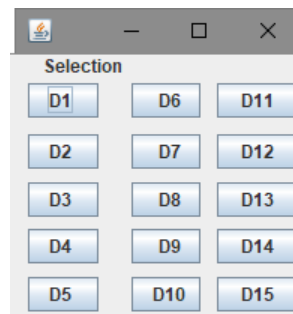 Selection
D1 D6 D11
D2 D7 D12
D3 D8 D13
D4 D9 D14
D5 D10 D15